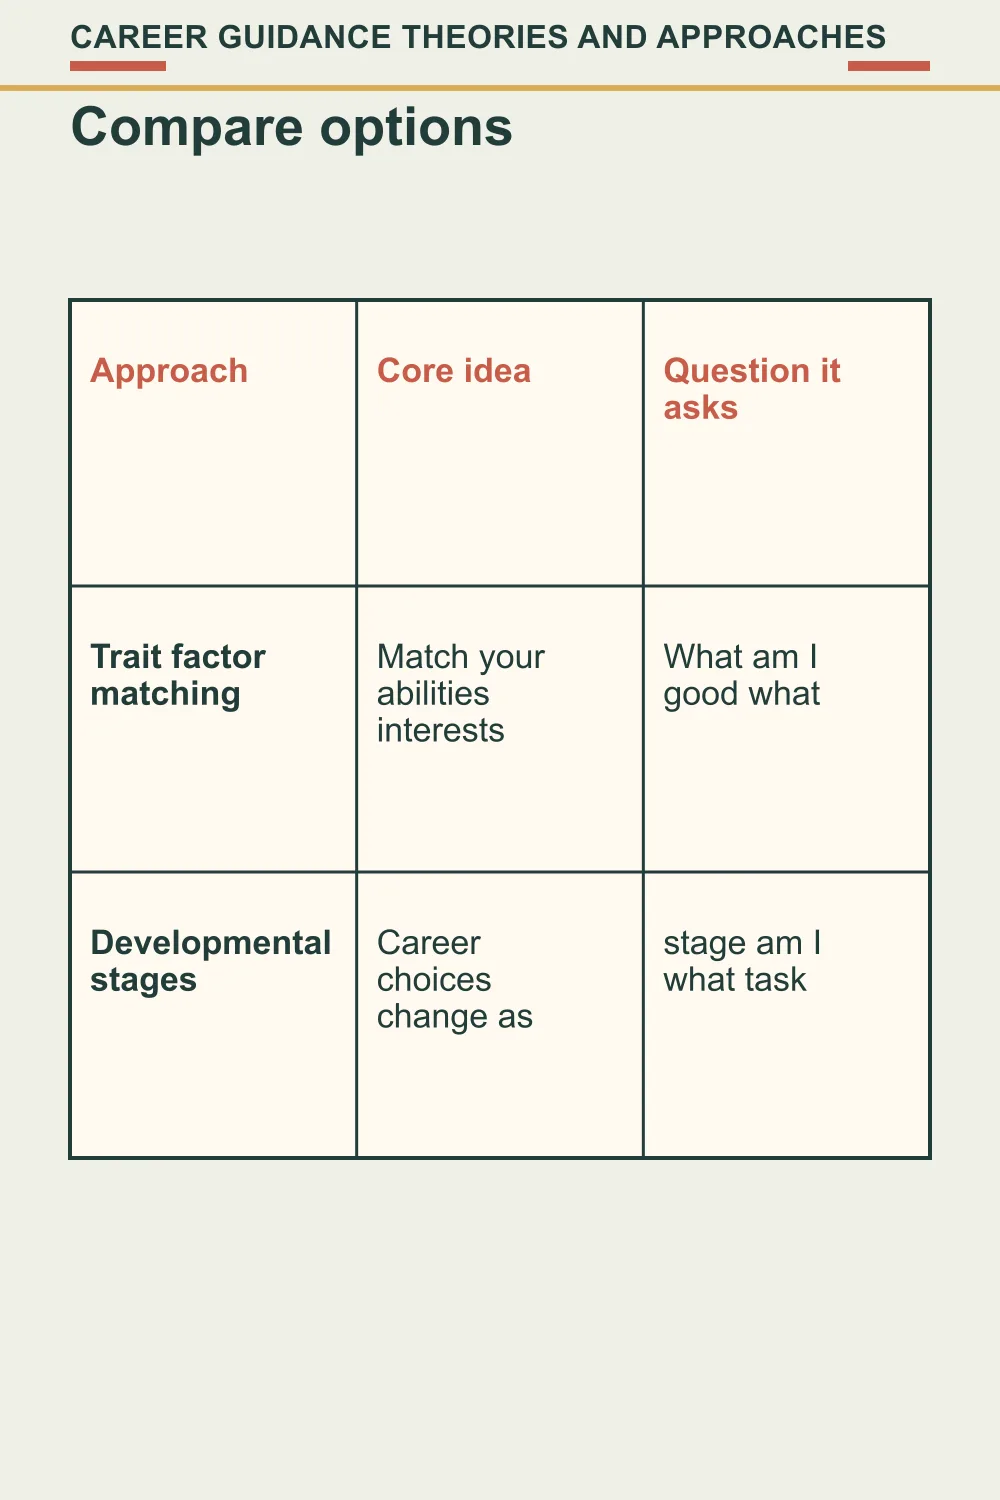 CAREER GUIDANCE THEORIES AND APPROACHES
Compare options
Approach
Core idea
Question it
asks
Trait factor
matching
Match your
abilities
interests
What am I
good what
Developmental
stages
Career
choices
change as
stage am I
what task